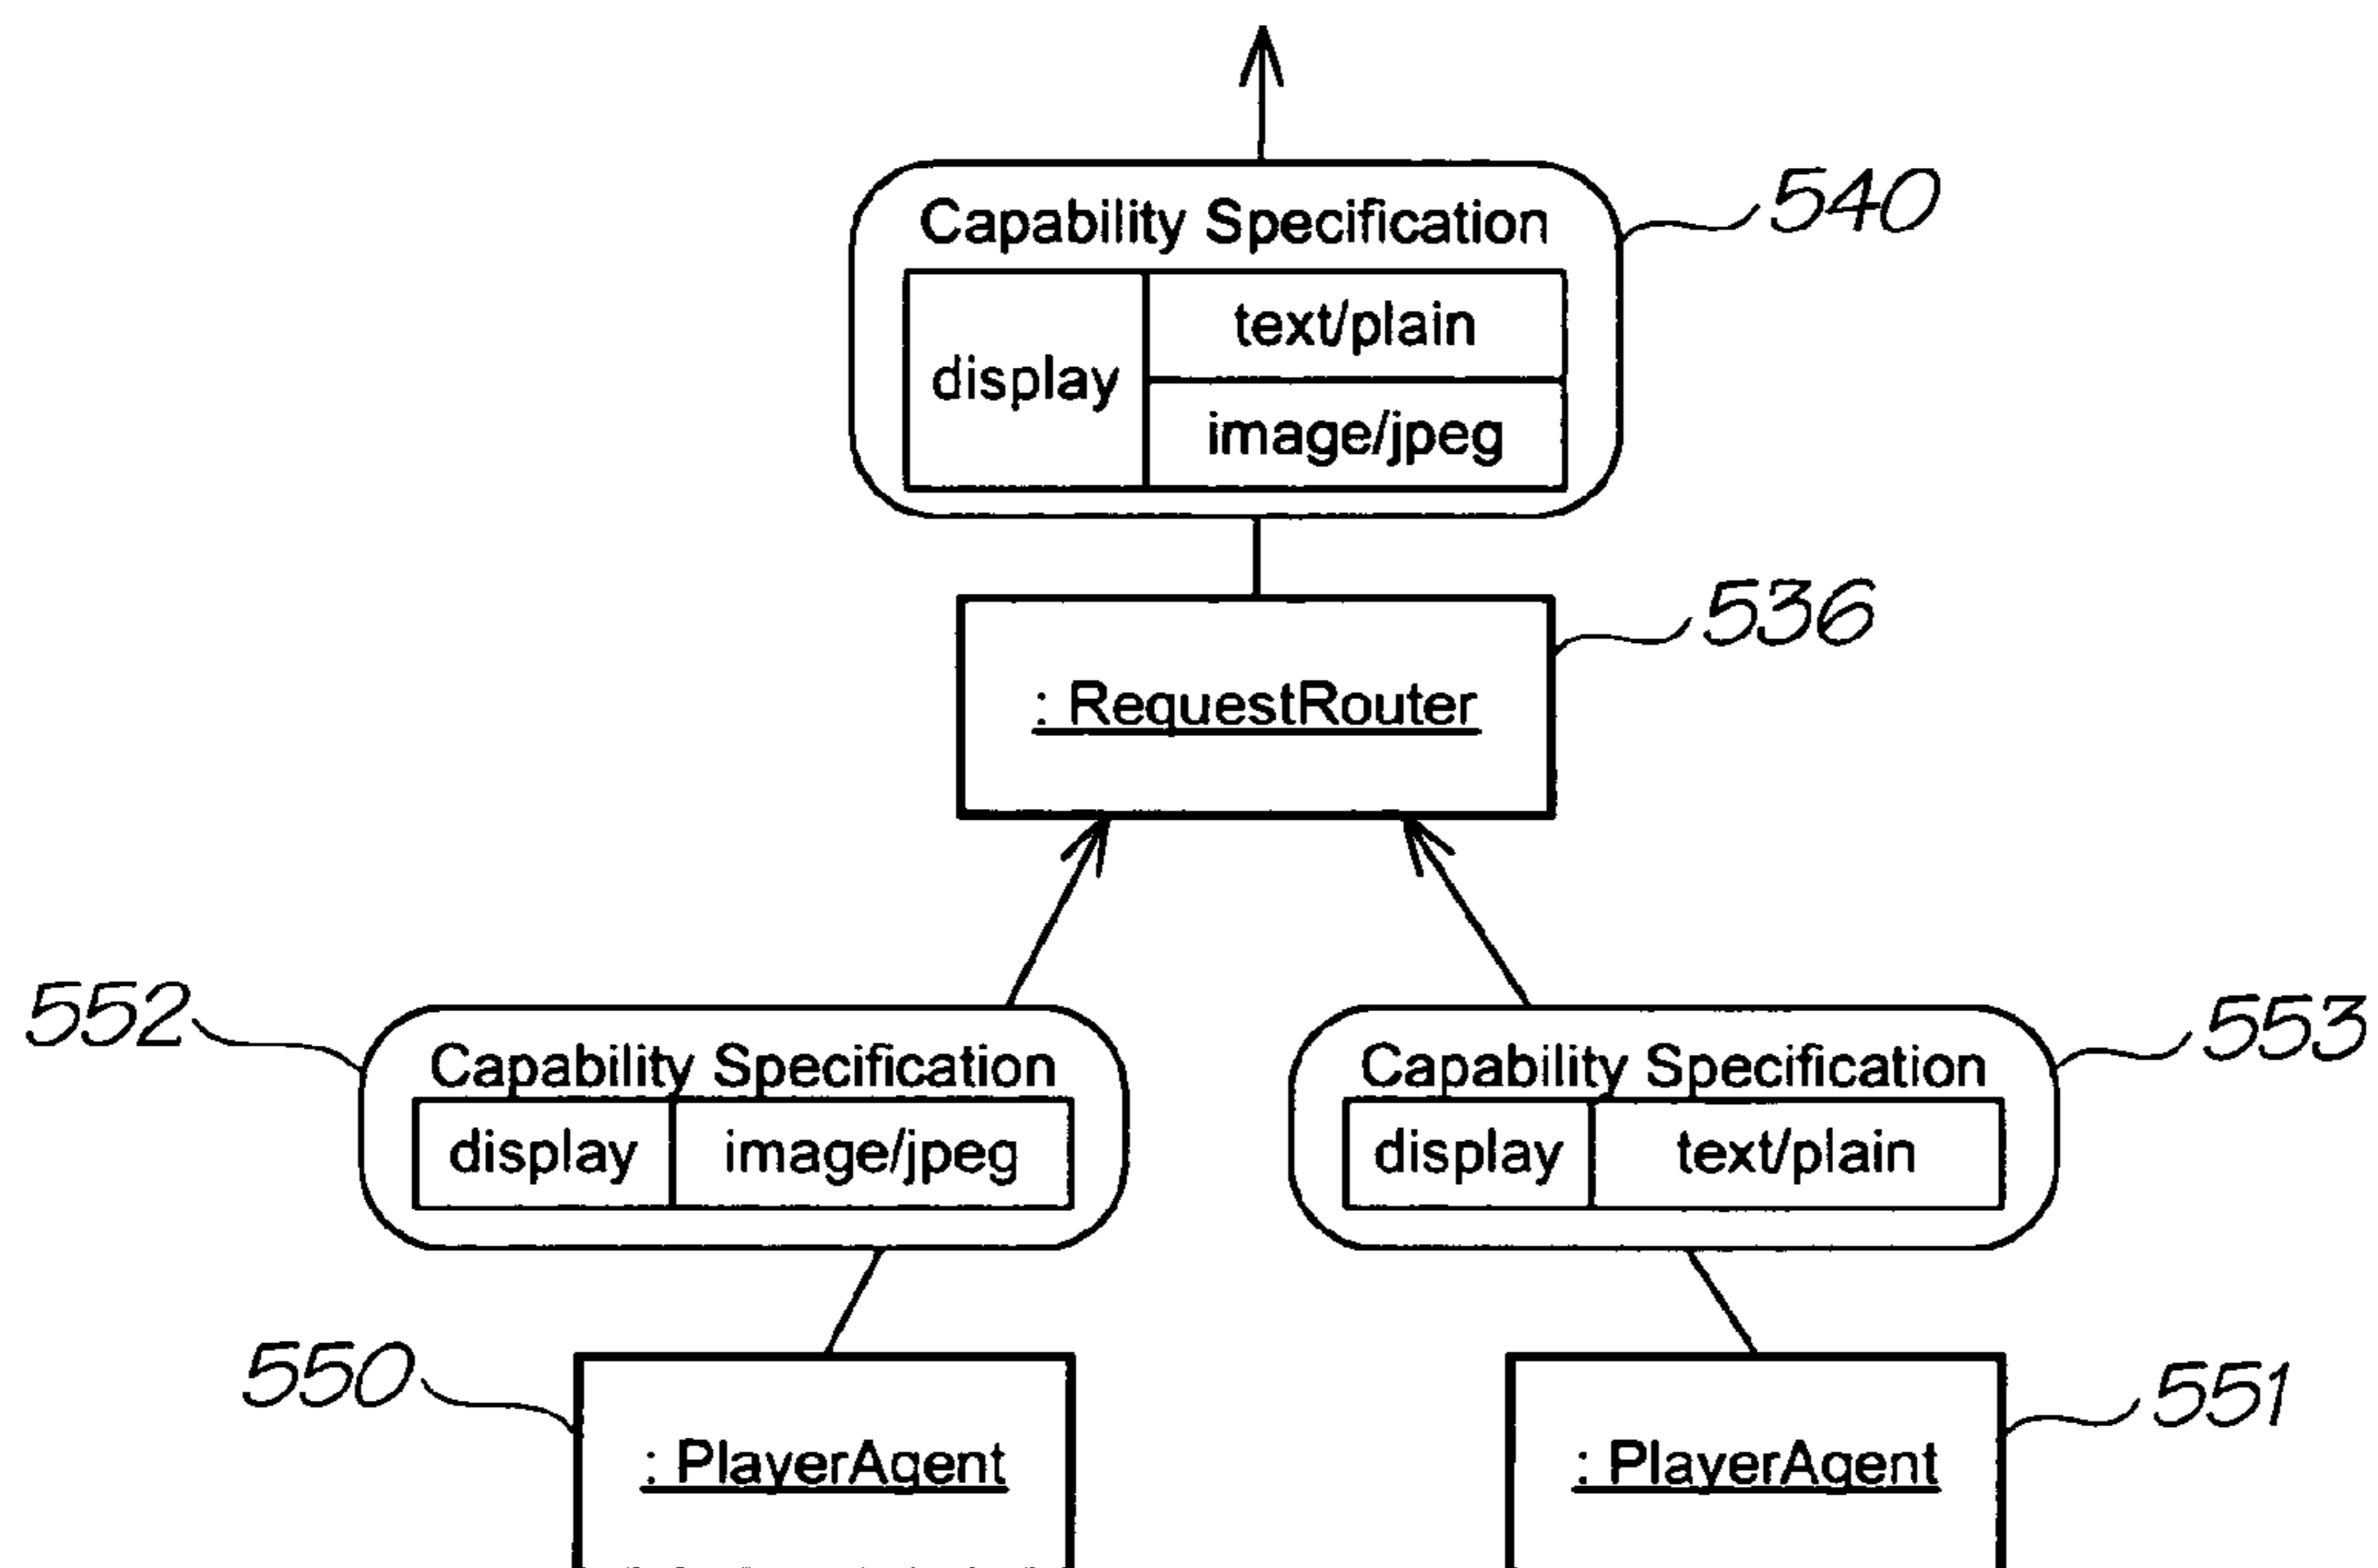 Capability Specification
540
text/plain
display
image/jpeg
536
: RequestRouter
552
553
Capability Specification
Capability Specification
display
image/jpeg
display
text/plain
550
551
: PlayerAgent
: PlayerAgent